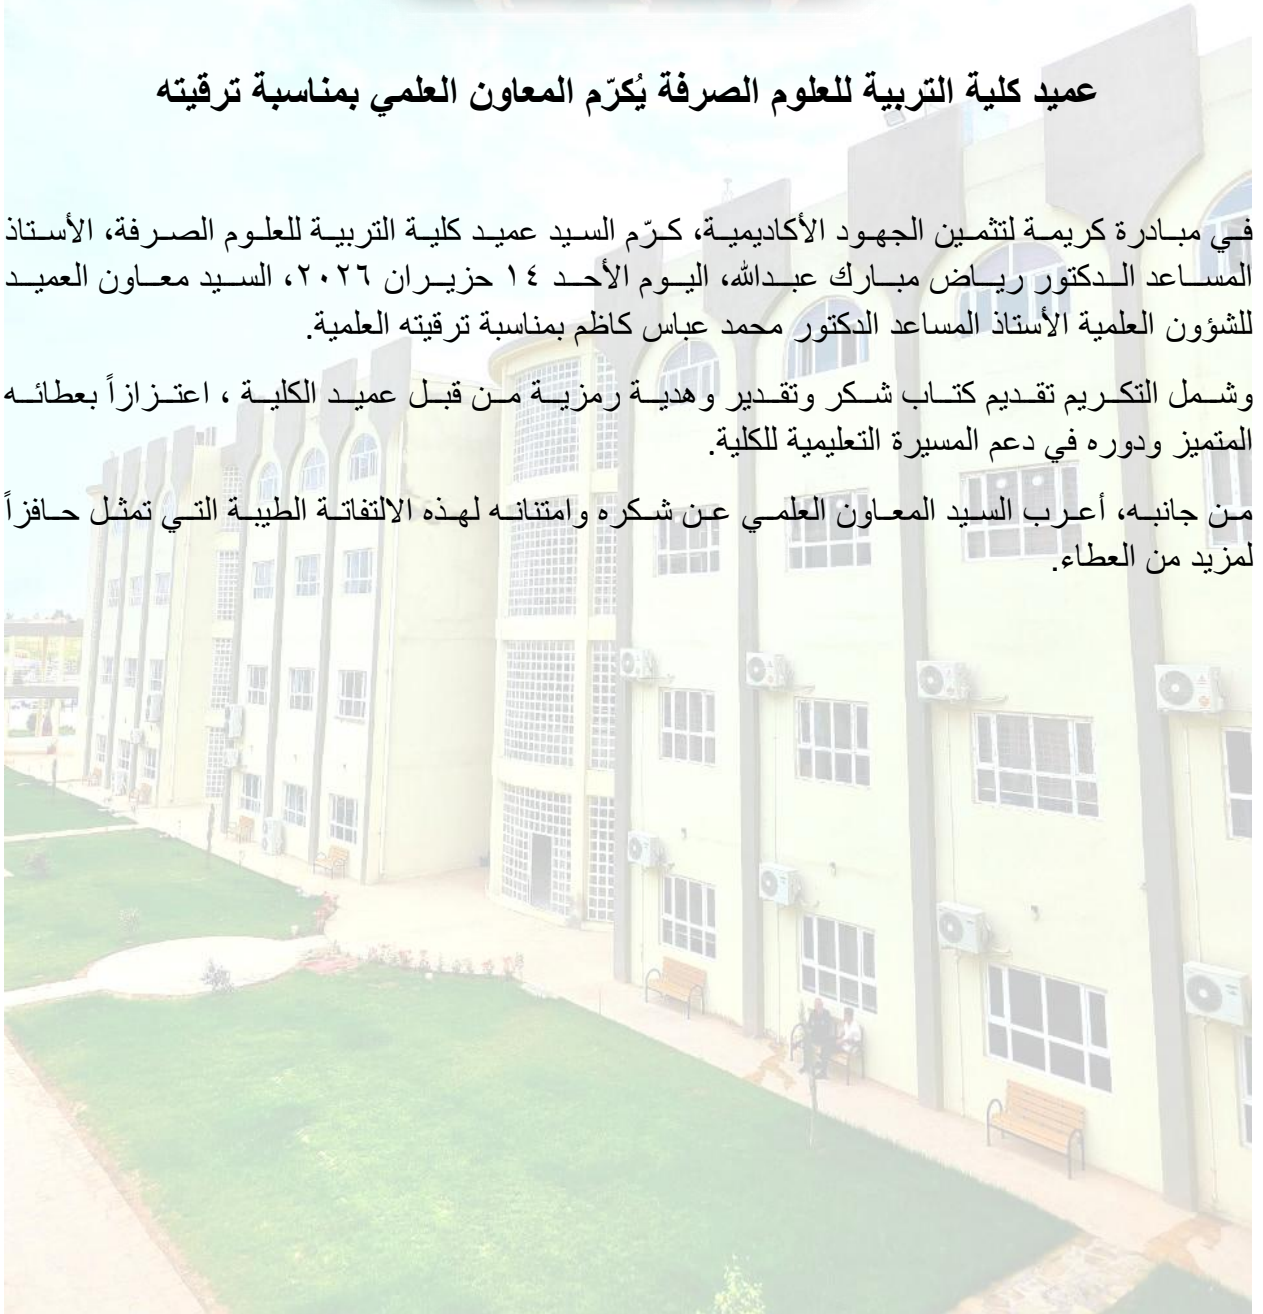 عميد كلية التربية للعلوم الصرفة يُكرّم المعاون العلمي بمناسبة ترقيته
في مبادرة كريمة لتثمين الجهود الأكاديمية، كرّم السيد عميد كلية التربية للعلوم الصرفة، الأستاذ
المساعد الدكتور رياض مبارك عبدالله، اليوم الأحد ١٤ حزيران ٢٠٢٦، السيد معاون العميد
للشؤون العلمية الأستاذ المساعد الدكتور محمد عباس كاظم بمناسبة ترقيته العلمية.
وشمل التكريم تقديم كتاب شكر وتقدير وهدية رمزية من قبل عميد الكلية ، اعتزازاً بعطائه
المتميز ودوره في دعم المسيرة التعليمية للكلية.
من جانبه، أعرب السيد المعاون العلمي عن شكره وامتنانه لهذه الالتفاتة الطيبة التي تمثل حافزاً
لمزيد من العطاء.